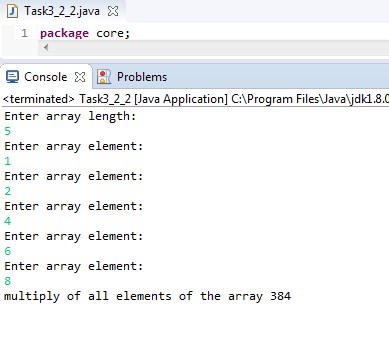 Task3_2_2.java
1 package core;
Console Problems
<terminated> Task3_2_2 [Java Application] C:\Program Files\Java\jdk1.8.0
Enter array length:
5
Enter array element:
1
Enter array element:
2
Enter array element:
4
Enter array element:
6
Enter array element:
8
multiply of all elements of the array 384